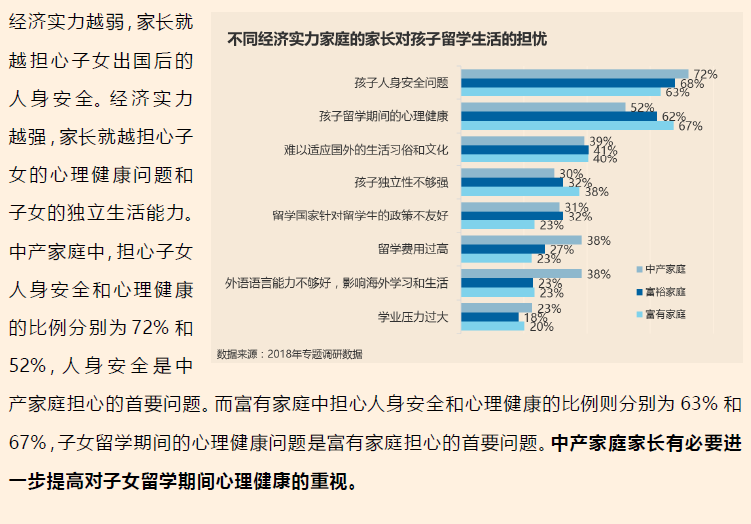 经济实力越弱，家长就
越担心子女出国后的
人身安全。经济实力
越强，家长就越担心子
女的心理健康问题和
子女的独立生活能力。
中产家庭中，担心子女
人身安全和心理健康
的比例分别为72% 和
52%，人身安全是中
产家庭担心的首要问题。而富有家庭中担心人身安全和心理健康的比例则分别为 63% 和
67%，子女留学期间的心理健康问题是富有家庭担心的首要问题。中产家庭家长有必要进
一步提高对子女留学期间心理健康的重视。
不同经济实力家庭的家长对孩子留学生活的担忧
孩子人身安全问题
72%
68%
63%
孩子留学期间的心理健康
52%
62%
67%
难以适应国外的生活习俗和文化
39%
41%
40%
孩子独立性不够强
30%
32%
38%
留学国家针对留学生的政策不友好
31%
32%
23%
留学费用过高
38%
27%
23%
外语语言能力不够好，影响海外学习和生活
38%
23%
23%
学业压力过大
23%
18%
20%
中产家庭
富裕家庭
富有家庭
数据来源：2018年专题调研数据